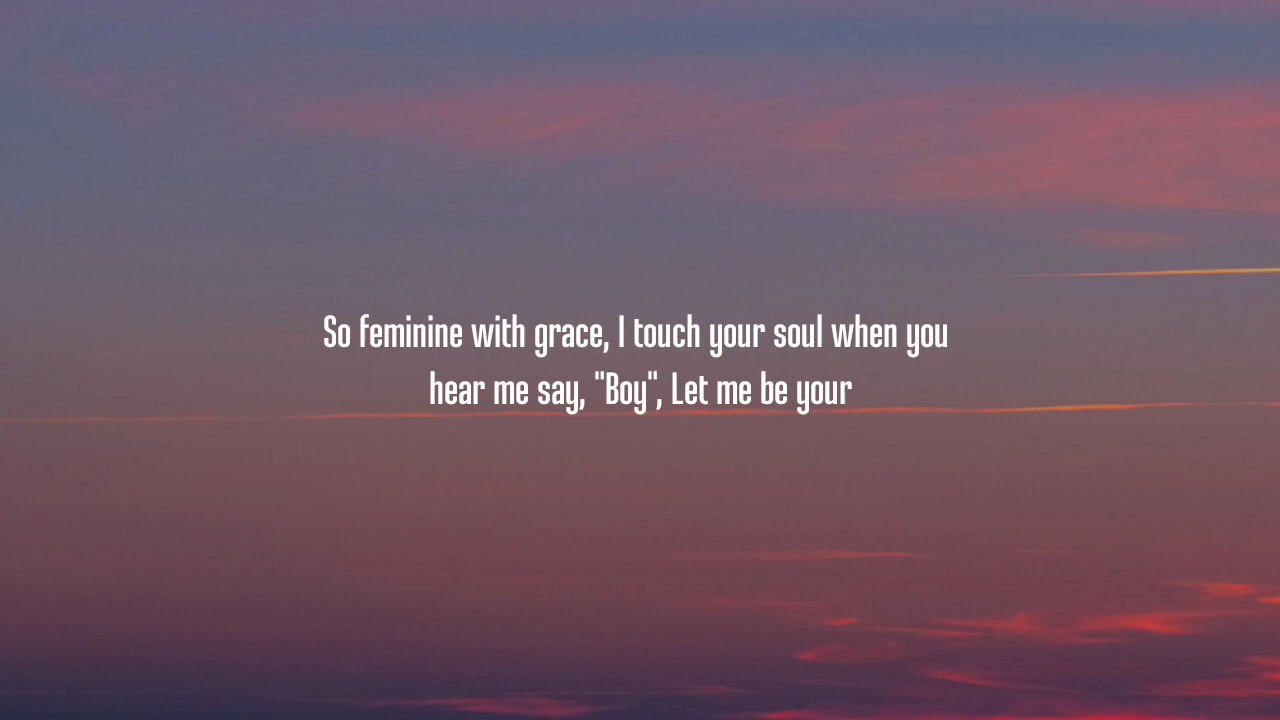 So feminine with grace, I touch your soul when you
hear me say, "Boy", Let me be your